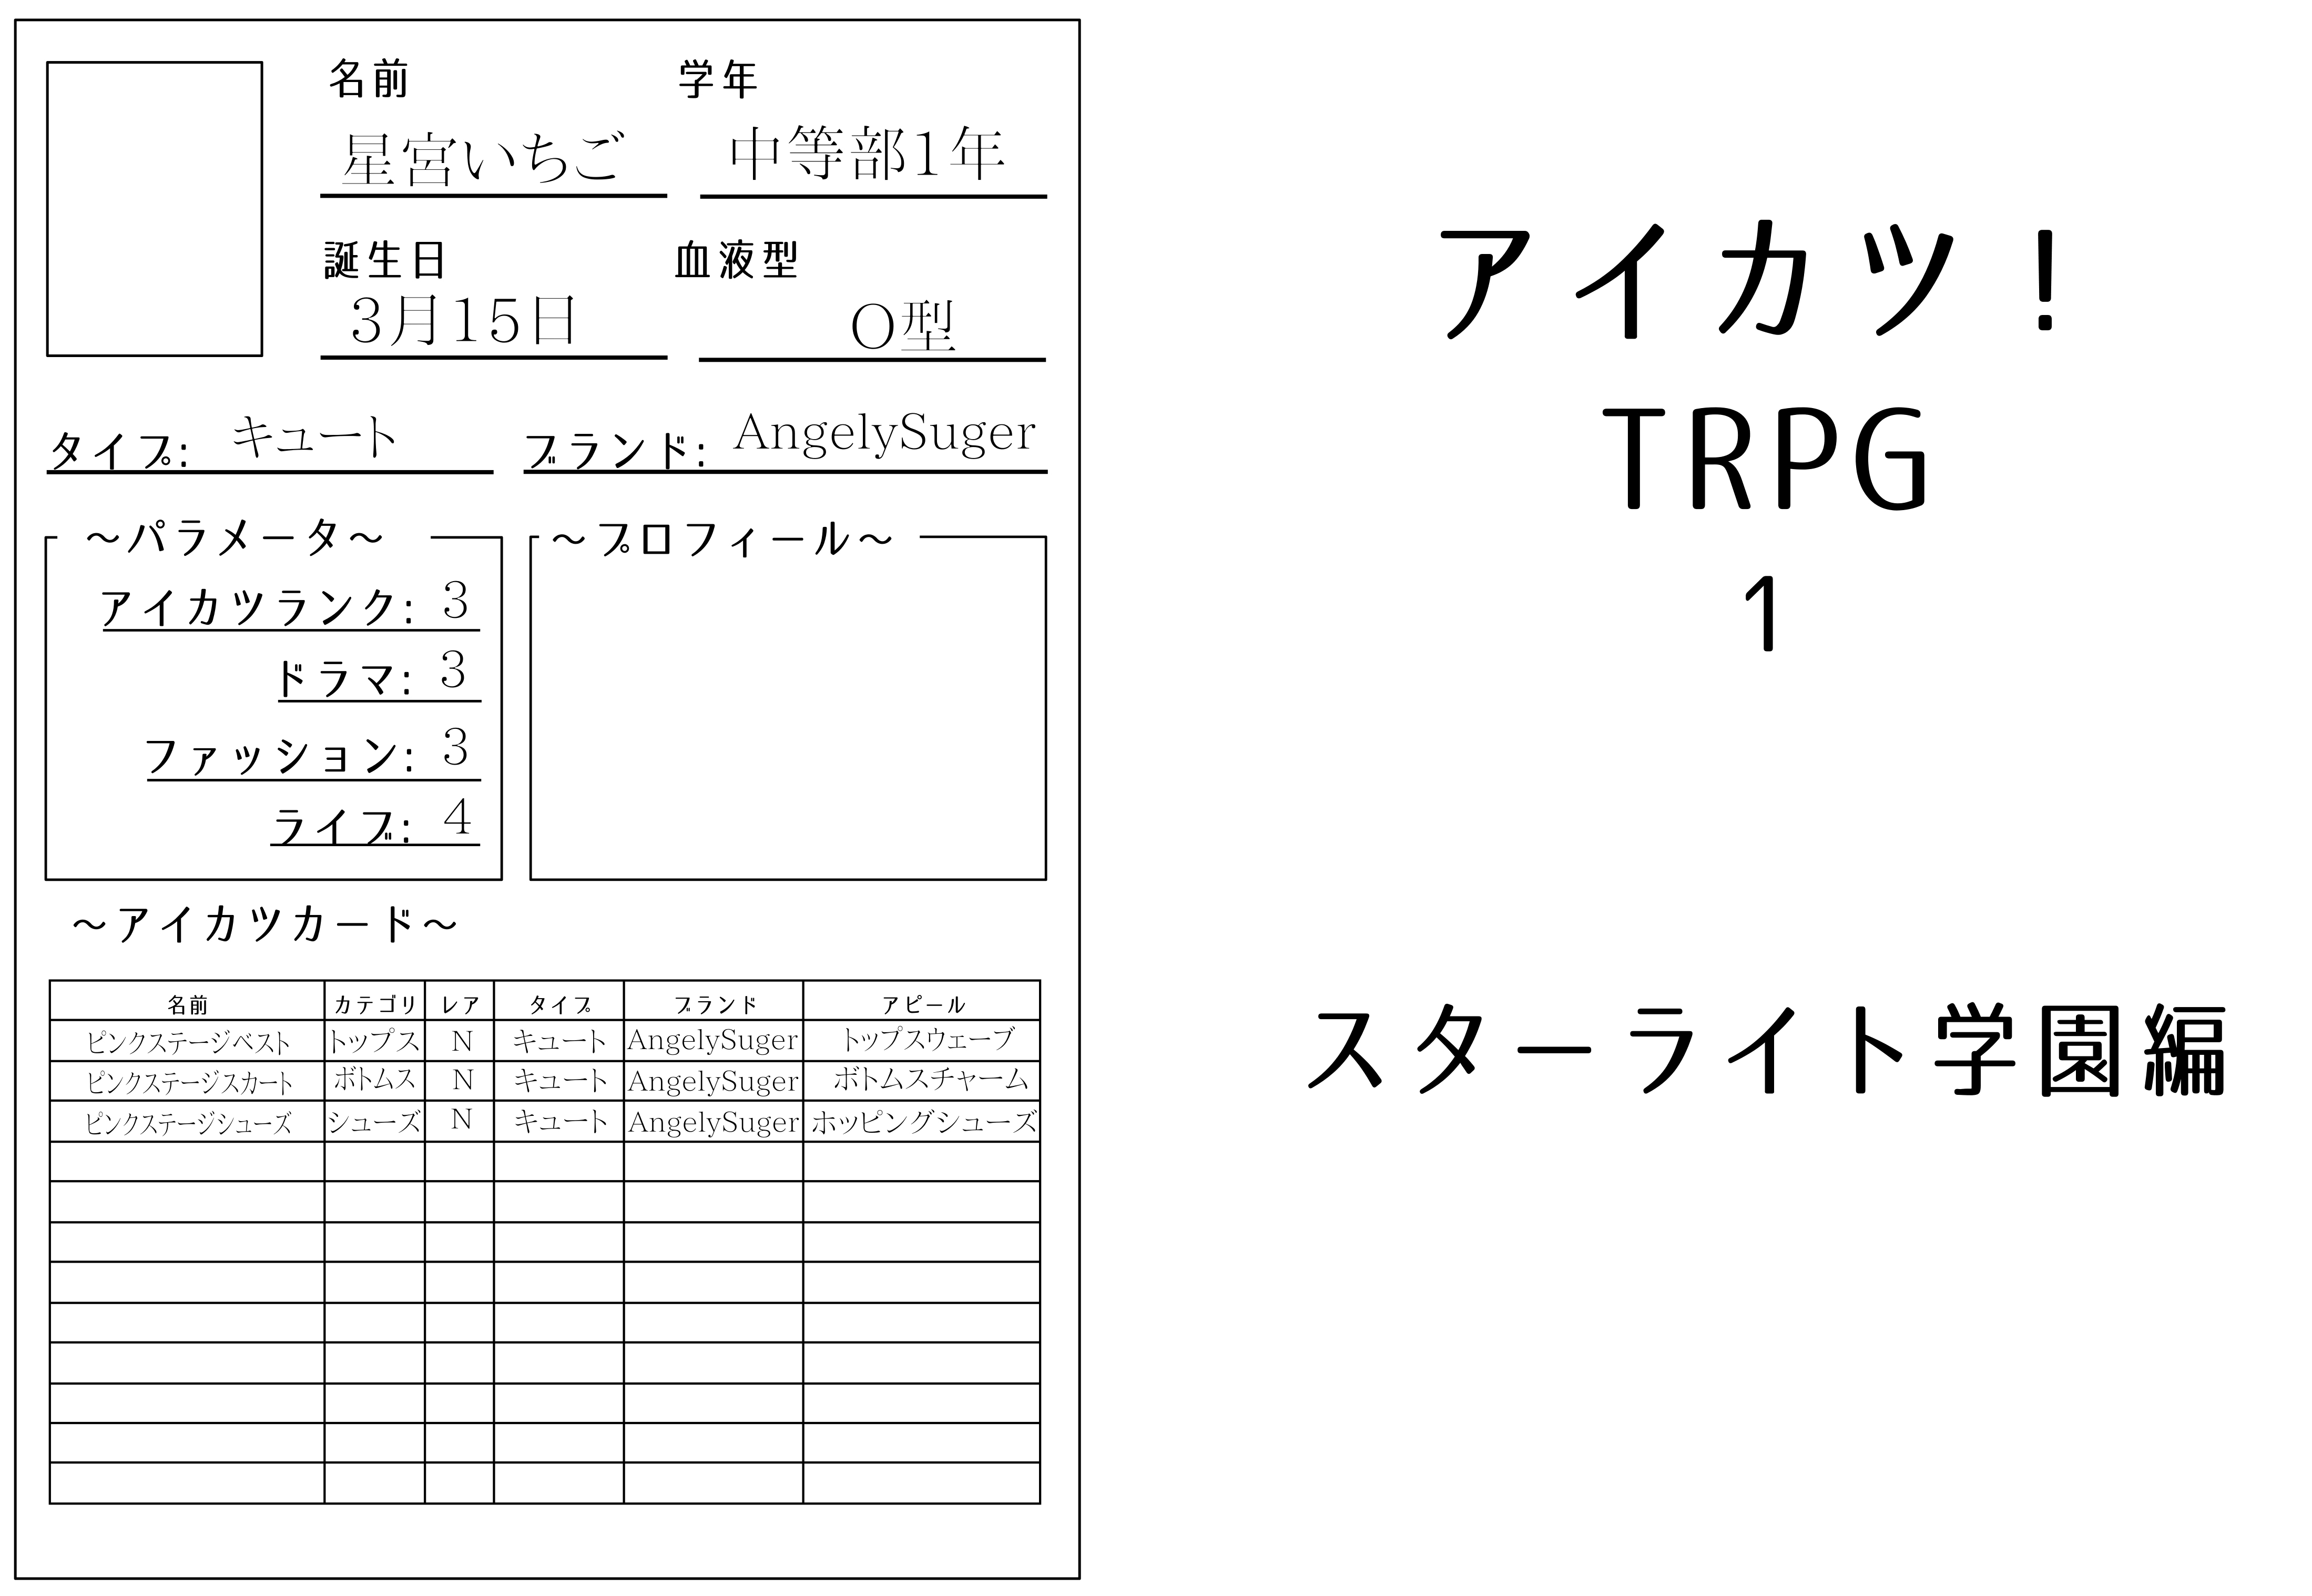 名前 学年
星宮いちご 中等部1年
誕生日 血液型
3月15日 O型
タイプ: キュート ブランド: AngelySuger
～パラメータ～
アイカツランク: 3
ドラマ: 3
ファッション: 3
ライブ: 4
～プロフィール～
～アイカツカード～
名前 カテゴリ レア タイプ ブランド アピール
ピンクステージベスト トップス N キュート AngelySuger トップスウェーブ
ピンクステージスカート ボトムス N キュート AngelySuger ボトムスチャーム
ピンクステージシューズ シューズ N キュート AngelySuger ホッピングシューズ
アイカツ！
TRPG
1
スターライト学園編